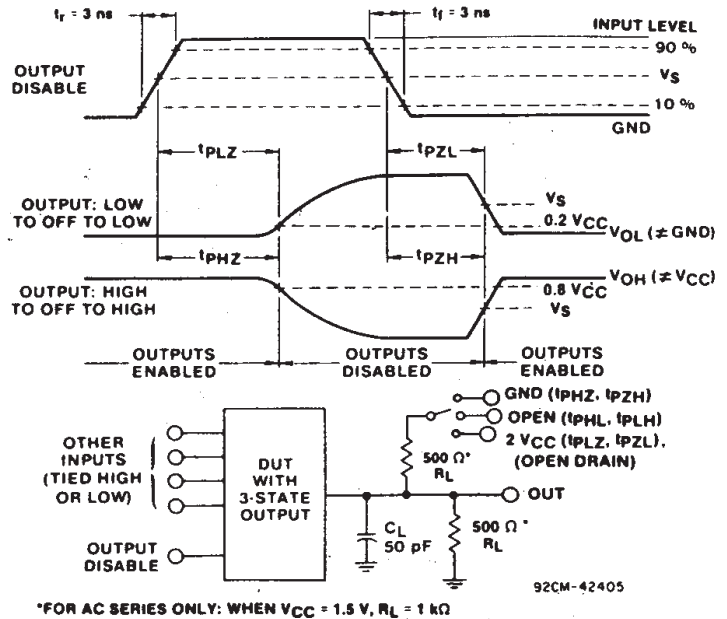 tr = 3 ns
tf = 3 ns
INPUT LEVEL
90 %
OUTPUT
DISABLE
VS
10 %
GND
tPLZ
tPZL
OUTPUT: LOW
TO OFF TO LOW
VS
0.2 VCC
VOL (≠ GND)
tPHZ
tPZH
OUTPUT: HIGH
TO OFF TO HIGH
VOH (≠ VCC)
0.8 VCC
VS
OUTPUTS
ENABLED
OUTPUTS
DISABLED
OUTPUTS
ENABLED
GND (tPHZ, tPZH)
OPEN (tPHL, tPLH)
2 VCC (tPLZ, tPZL),
(OPEN DRAIN)
OTHER
INPUTS
(TIED HIGH
OR LOW)
DUT
WITH
3-STATE
OUTPUT
500 Ω*
RL
OUT
CL
50 pF
500 Ω*
RL
OUTPUT
DISABLE
92CM-42405
*FOR AC SERIES ONLY: WHEN VCC = 1.5 V, RL = 1 kΩ